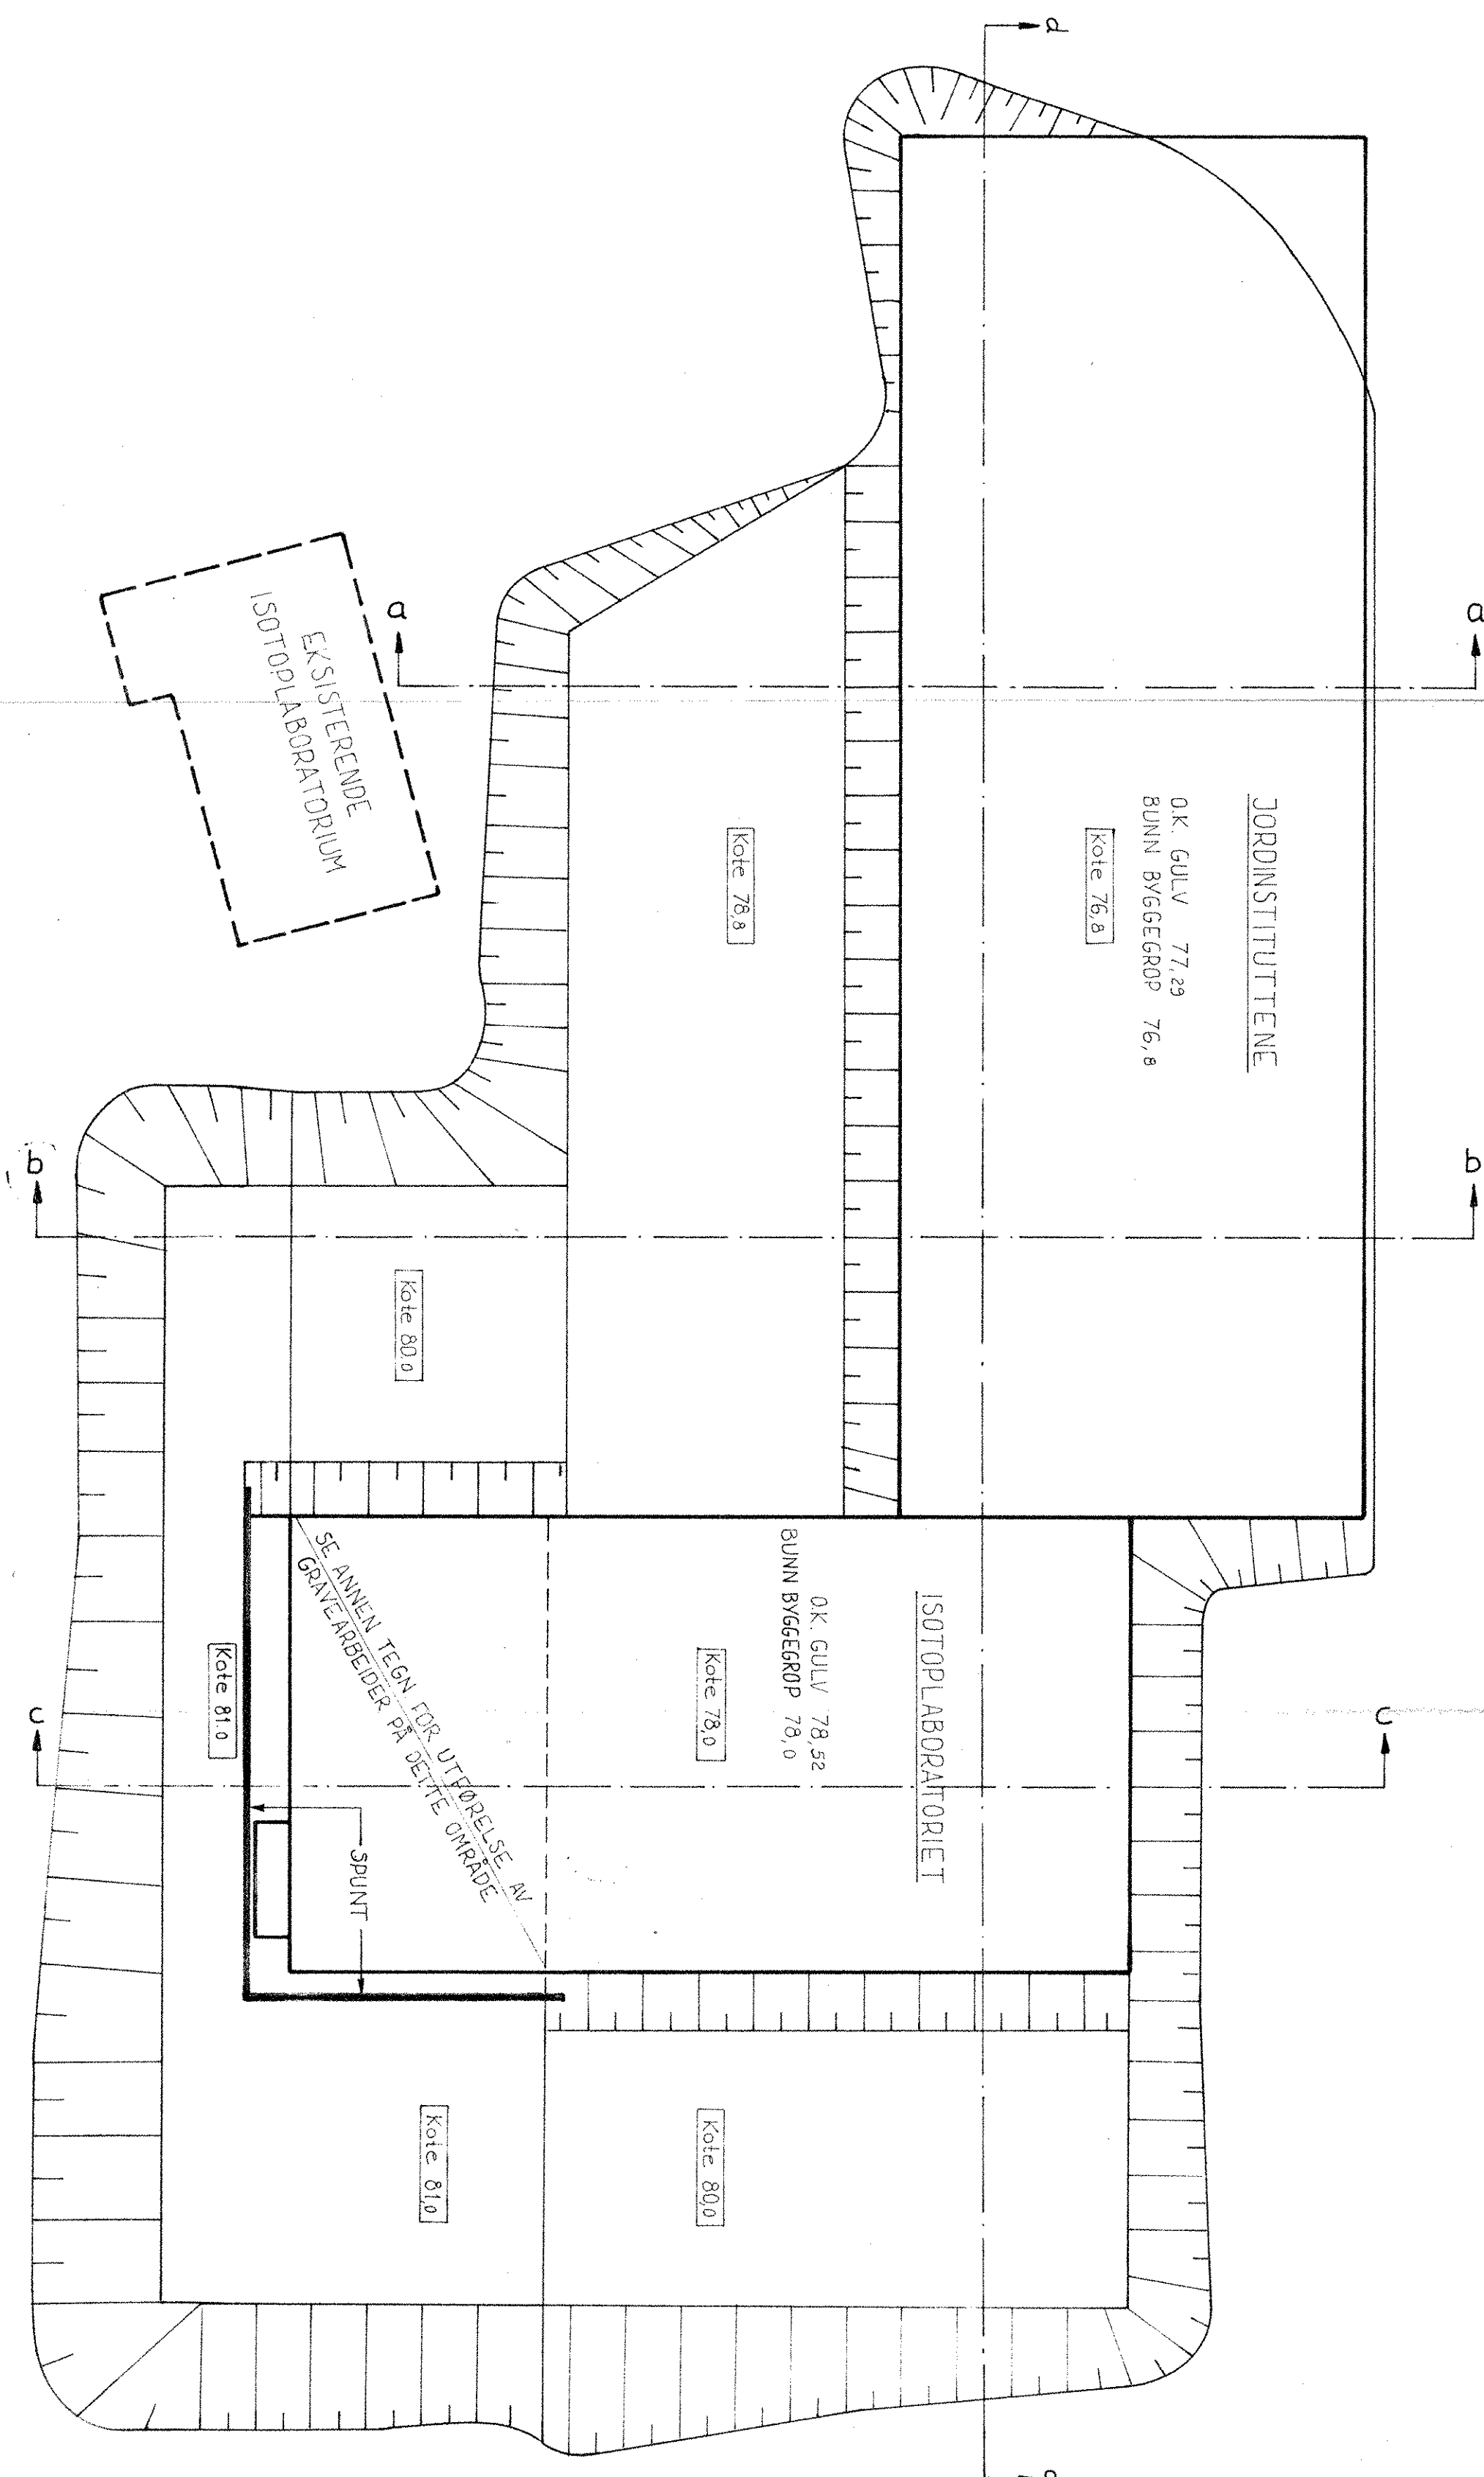 d
a
a
JORDINSTITUTTENE
O.K. GULV 77,29
BUNN BYGGEGROP 76,8
Kote 76,8
Kote 78,8
EKSISTERENDE
ISOTOPLABORATORIUM
b
b
Kote 80,0
ISOTOPLABORATORIET
O.K. GULV 78,52
BUNN BYGGEGROP 78,0
Kote 78,0
SE ANNEN TEGN FOR UTFØRELSE AV
GRAVEARBEIDER PÅ DETTE OMRÅDE
Kote 81.0
c
c
SPUNT
Kote 80,0
Kote 81,0